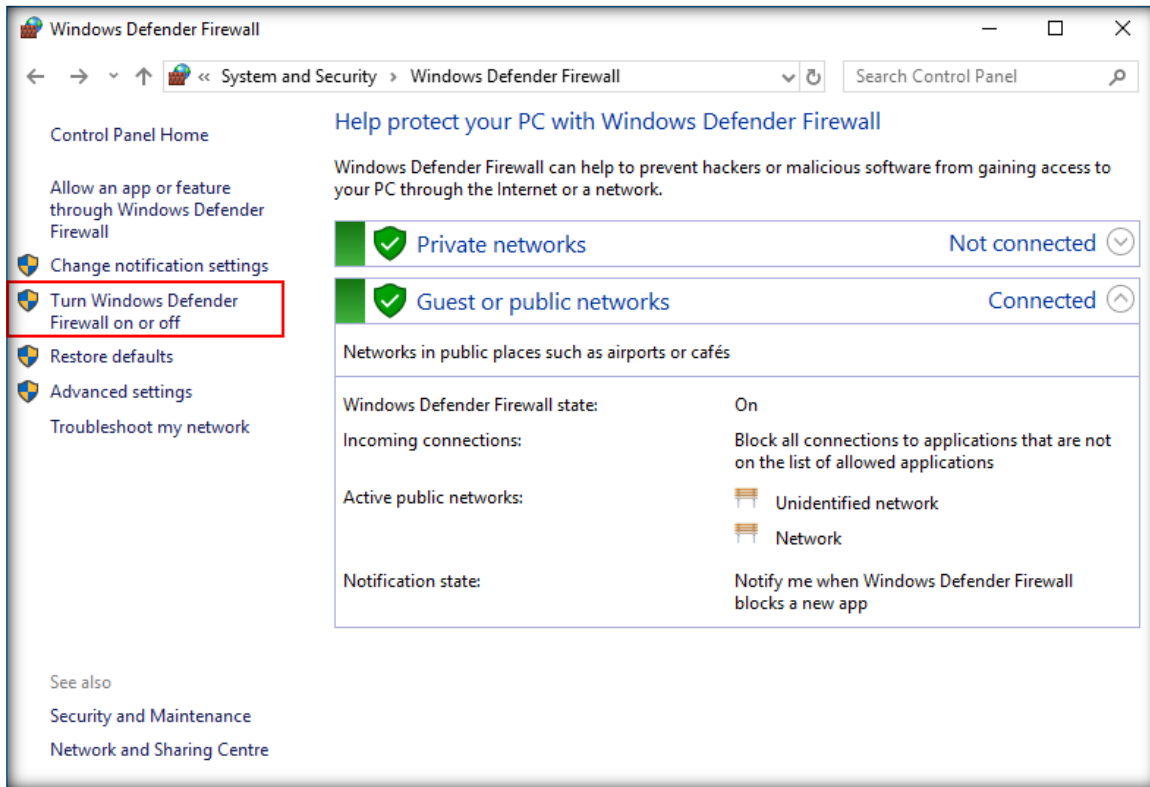 Windows Defender Firewall
« System and Security › Windows Defender Firewall
Search Control Panel
Control Panel Home
Allow an app or feature
through Windows Defender
Firewall
Change notification settings
Turn Windows Defender
Firewall on or off
Restore defaults
Advanced settings
Troubleshoot my network
See also
Security and Maintenance
Network and Sharing Centre
Help protect your PC with Windows Defender Firewall
Windows Defender Firewall can help to prevent hackers or malicious software from gaining access to
your PC through the Internet or a network.
Private networks Not connected
Guest or public networks Connected
Networks in public places such as airports or cafés
Windows Defender Firewall state: On
Incoming connections: Block all connections to applications that are not
on the list of allowed applications
Active public networks: Unidentified network
Network
Notification state: Notify me when Windows Defender Firewall
blocks a new app